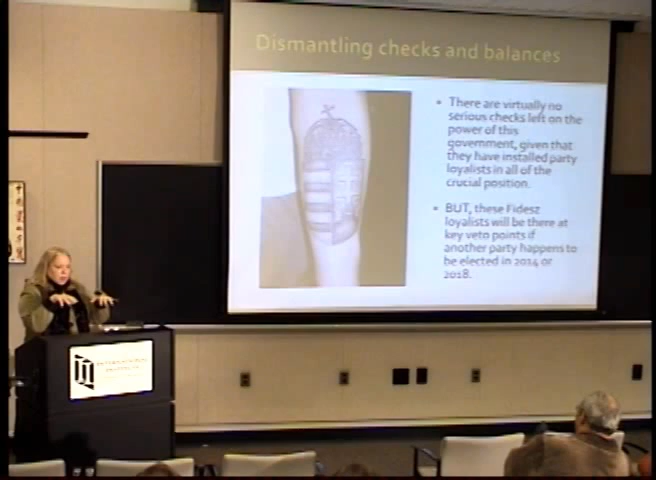 Dismantling checks and balances
• There are virtually no
serious checks left on the
power of this
government, given that
they have installed party
loyalists in all of the
crucial position.
• BUT, these Fidesz
loyalists will be there at
key veto points if
another party happens to
be elected in 2014 or
2018.